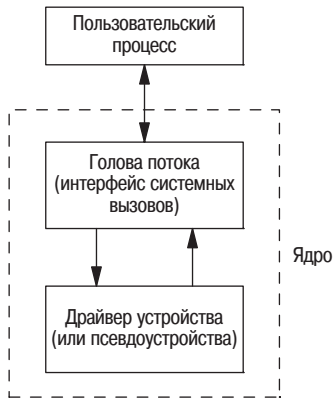 Пользовательский
процесс
Голова потока
(интерфейс системных
вызовов)
Ядро
Драйвер устройства
(или псевдоустройства)